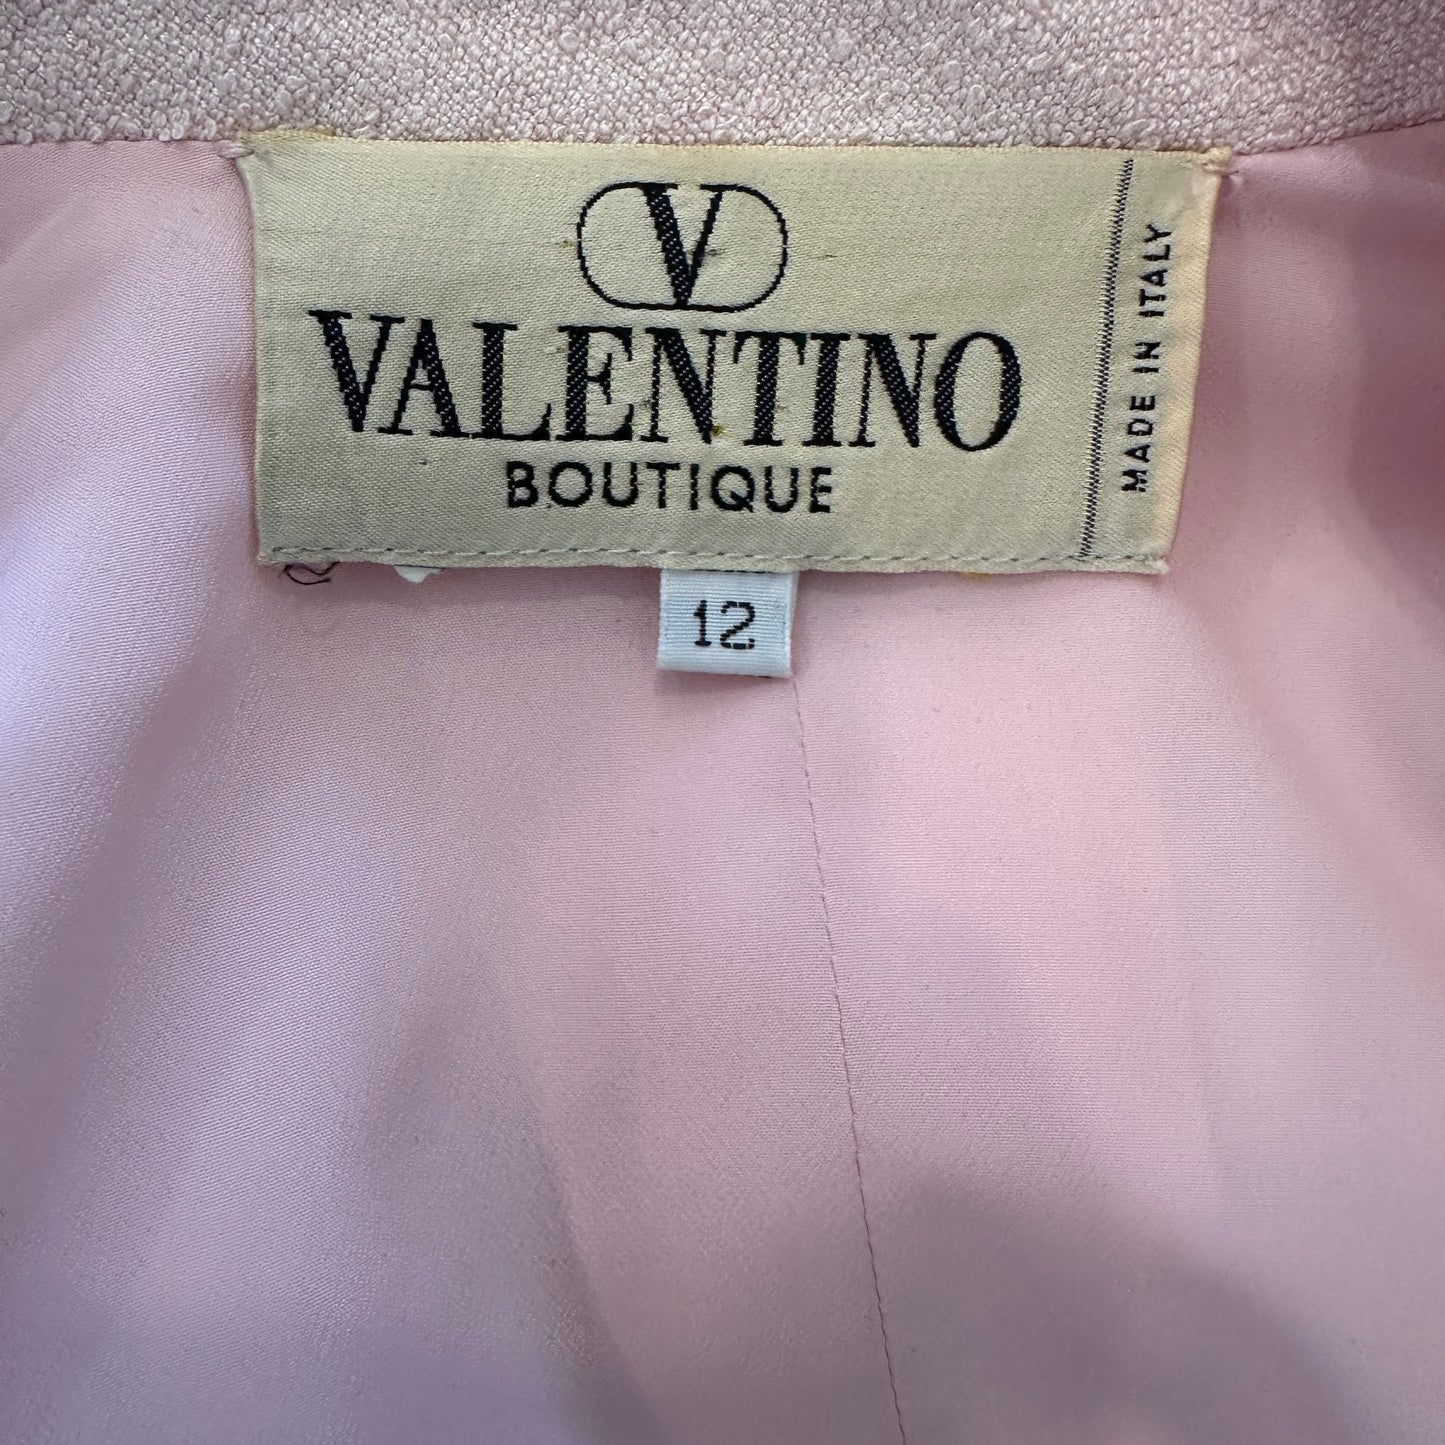 V
VALENTINO
BOUTIQUE
MADE IN ITALY
12